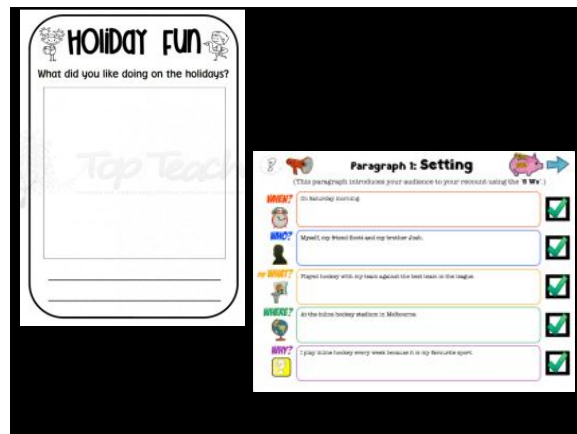 HOLIDAY FUN
What did you like doing on the holidays?
Top Teach
Paragraph 1: Setting
(This paragraph introduces your audience to your recount using the '5 Ws'.)
WHEN?
On Saturday morning
WHO?
Myself, my friend Scott and my brother Josh.
WHAT?
Played hockey with my team against the best team in the league.
WHERE?
At the inline hockey stadium in Melbourne.
WHY?
I play inline hockey every week because it is my favourite sport.